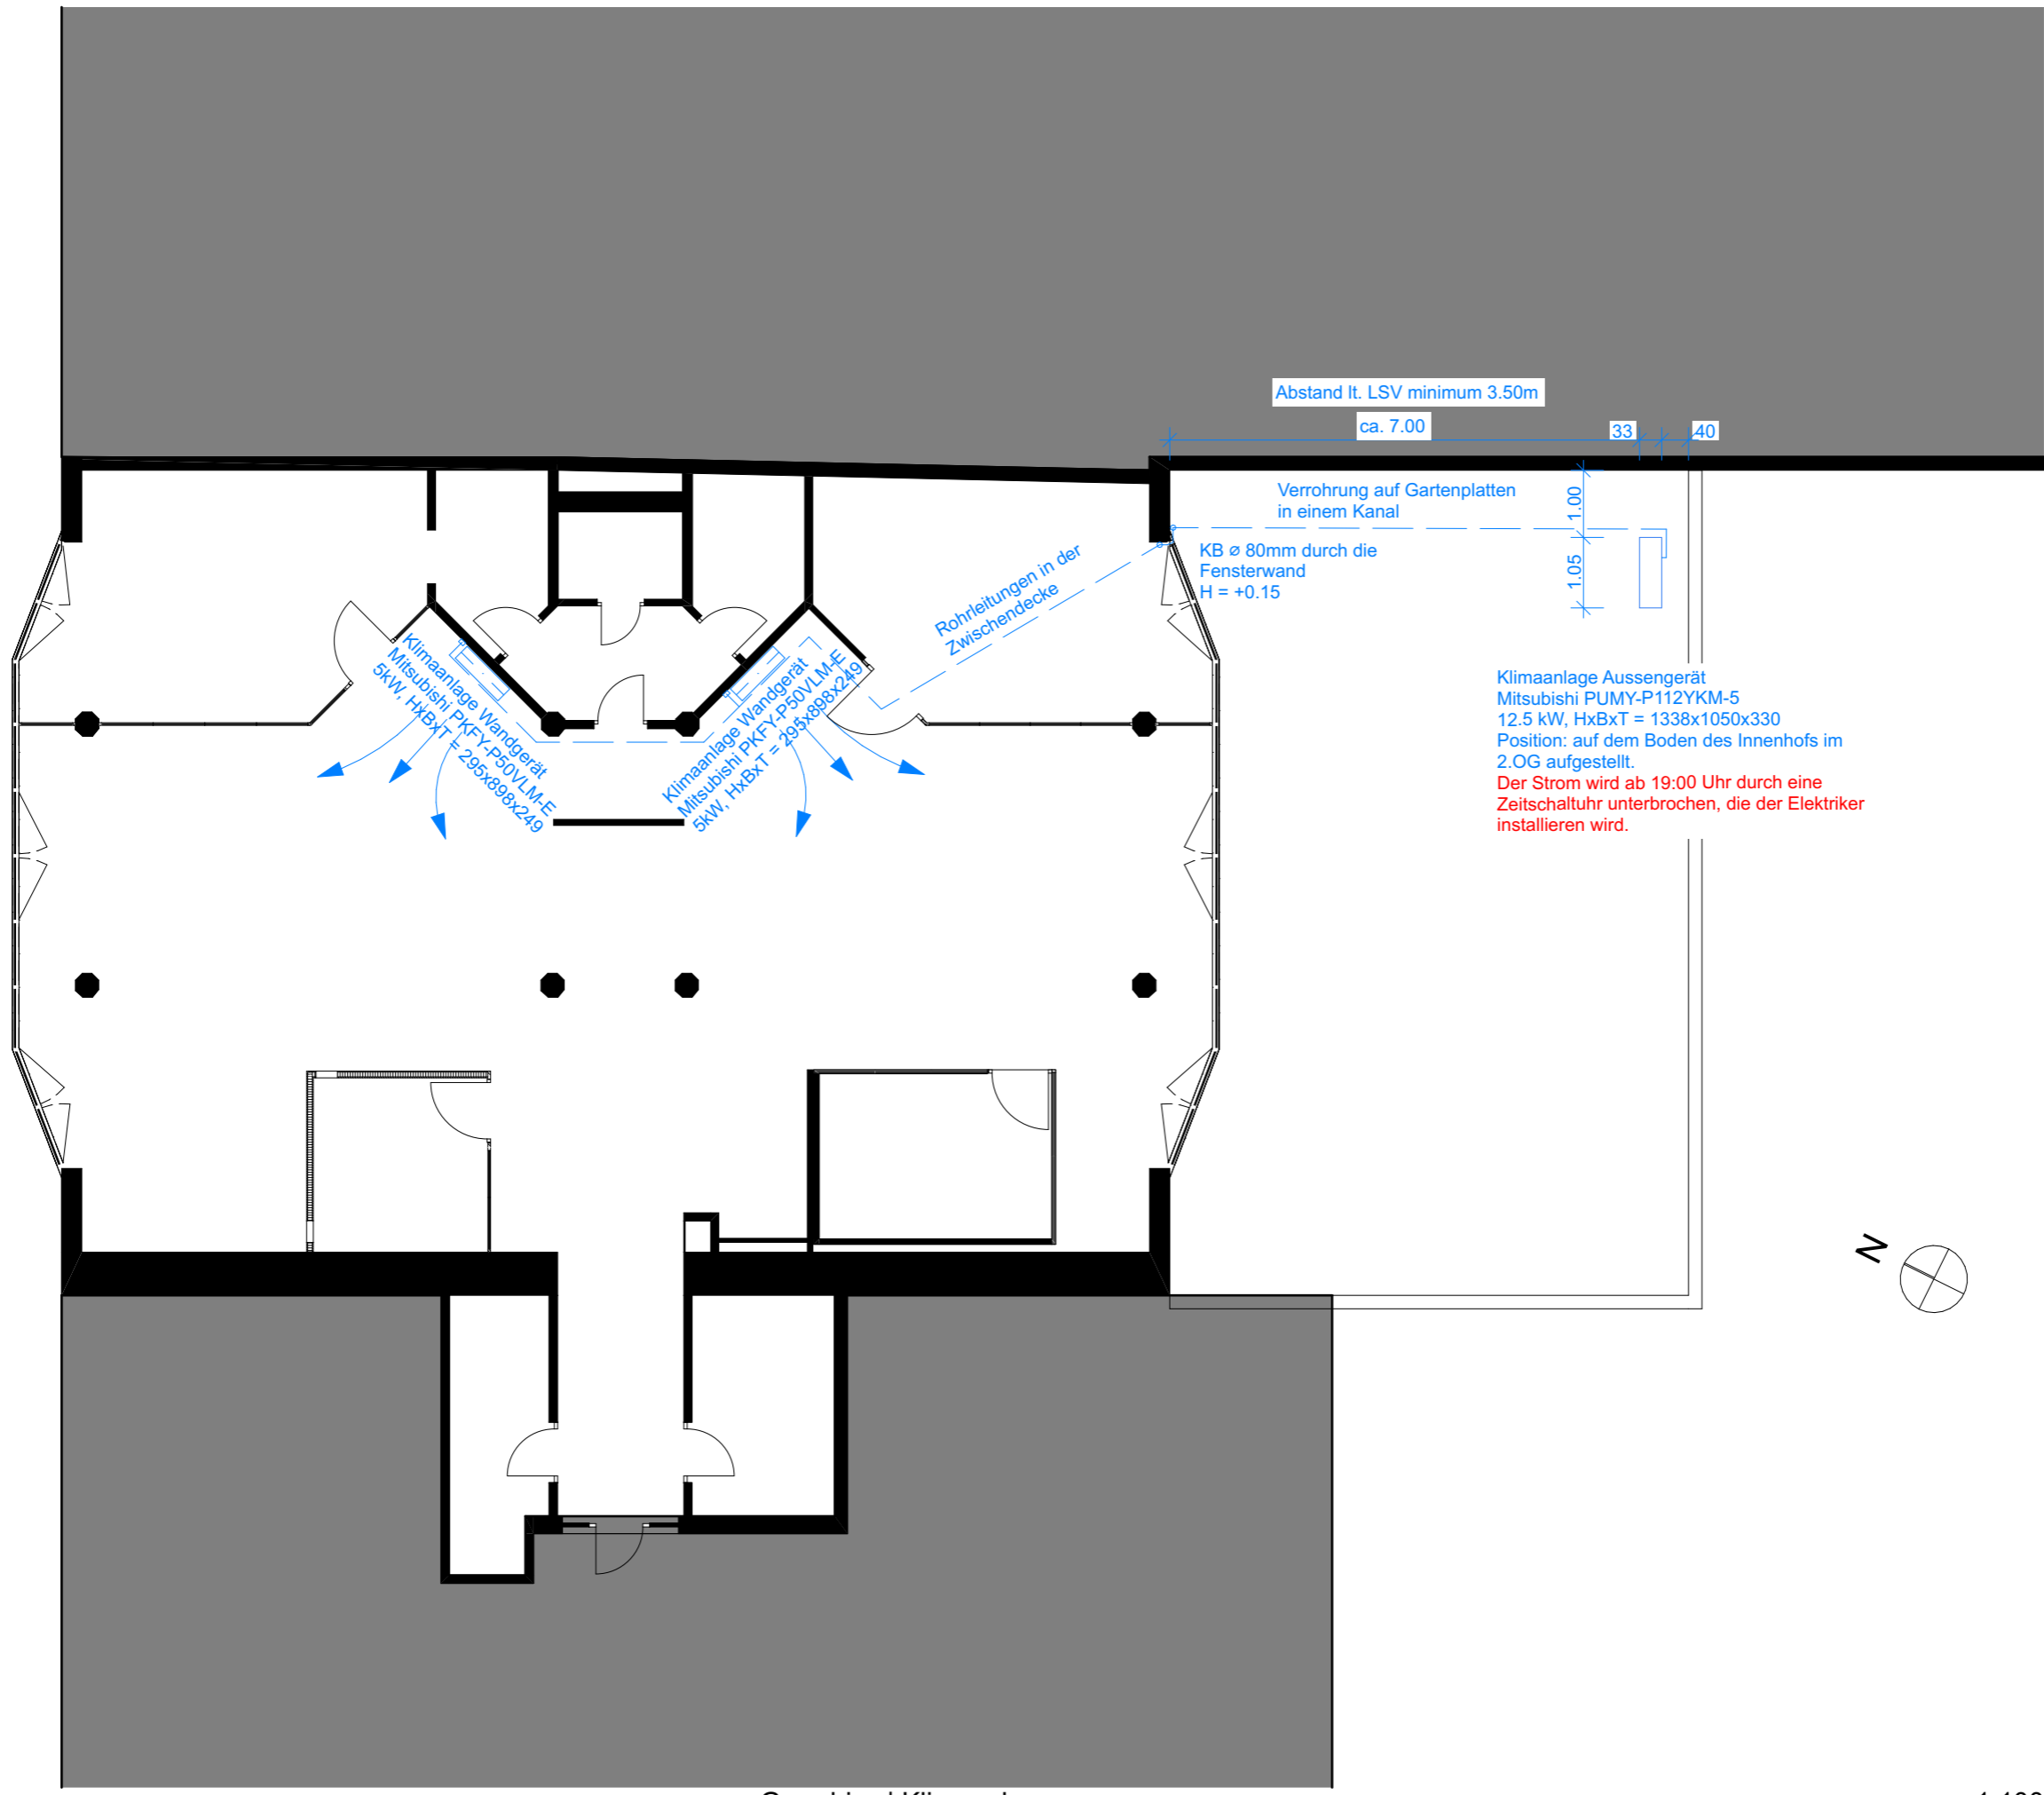 Abstand lt. LSV minimum 3.50m
ca. 7.00
33
40
Verrohrung auf Gartenplatten
in einem Kanal
1.00
1.05
KB ⌀ 80mm durch die
Fensterwand
H = +0.15
Rohrleitungen in der
Zwischendecke
Klimaanlage Wandgerät
Mitsubishi PKFY-P50VLM-E
5kW, HxBxT = 295x898x249
Klimaanlage Wandgerät
Mitsubishi PKFY-P50VLM-E
5kW, HxBxT = 295x898x249
Klimaanlage Aussengerät
Mitsubishi PUMY-P112YKM-5
12.5 kW, HxBxT = 1338x1050x330
Position: auf dem Boden des Innenhofs im
2.OG aufgestellt.
Der Strom wird ab 19:00 Uhr durch eine
Zeitschaltuhr unterbrochen, die der Elektriker
installieren wird.
N